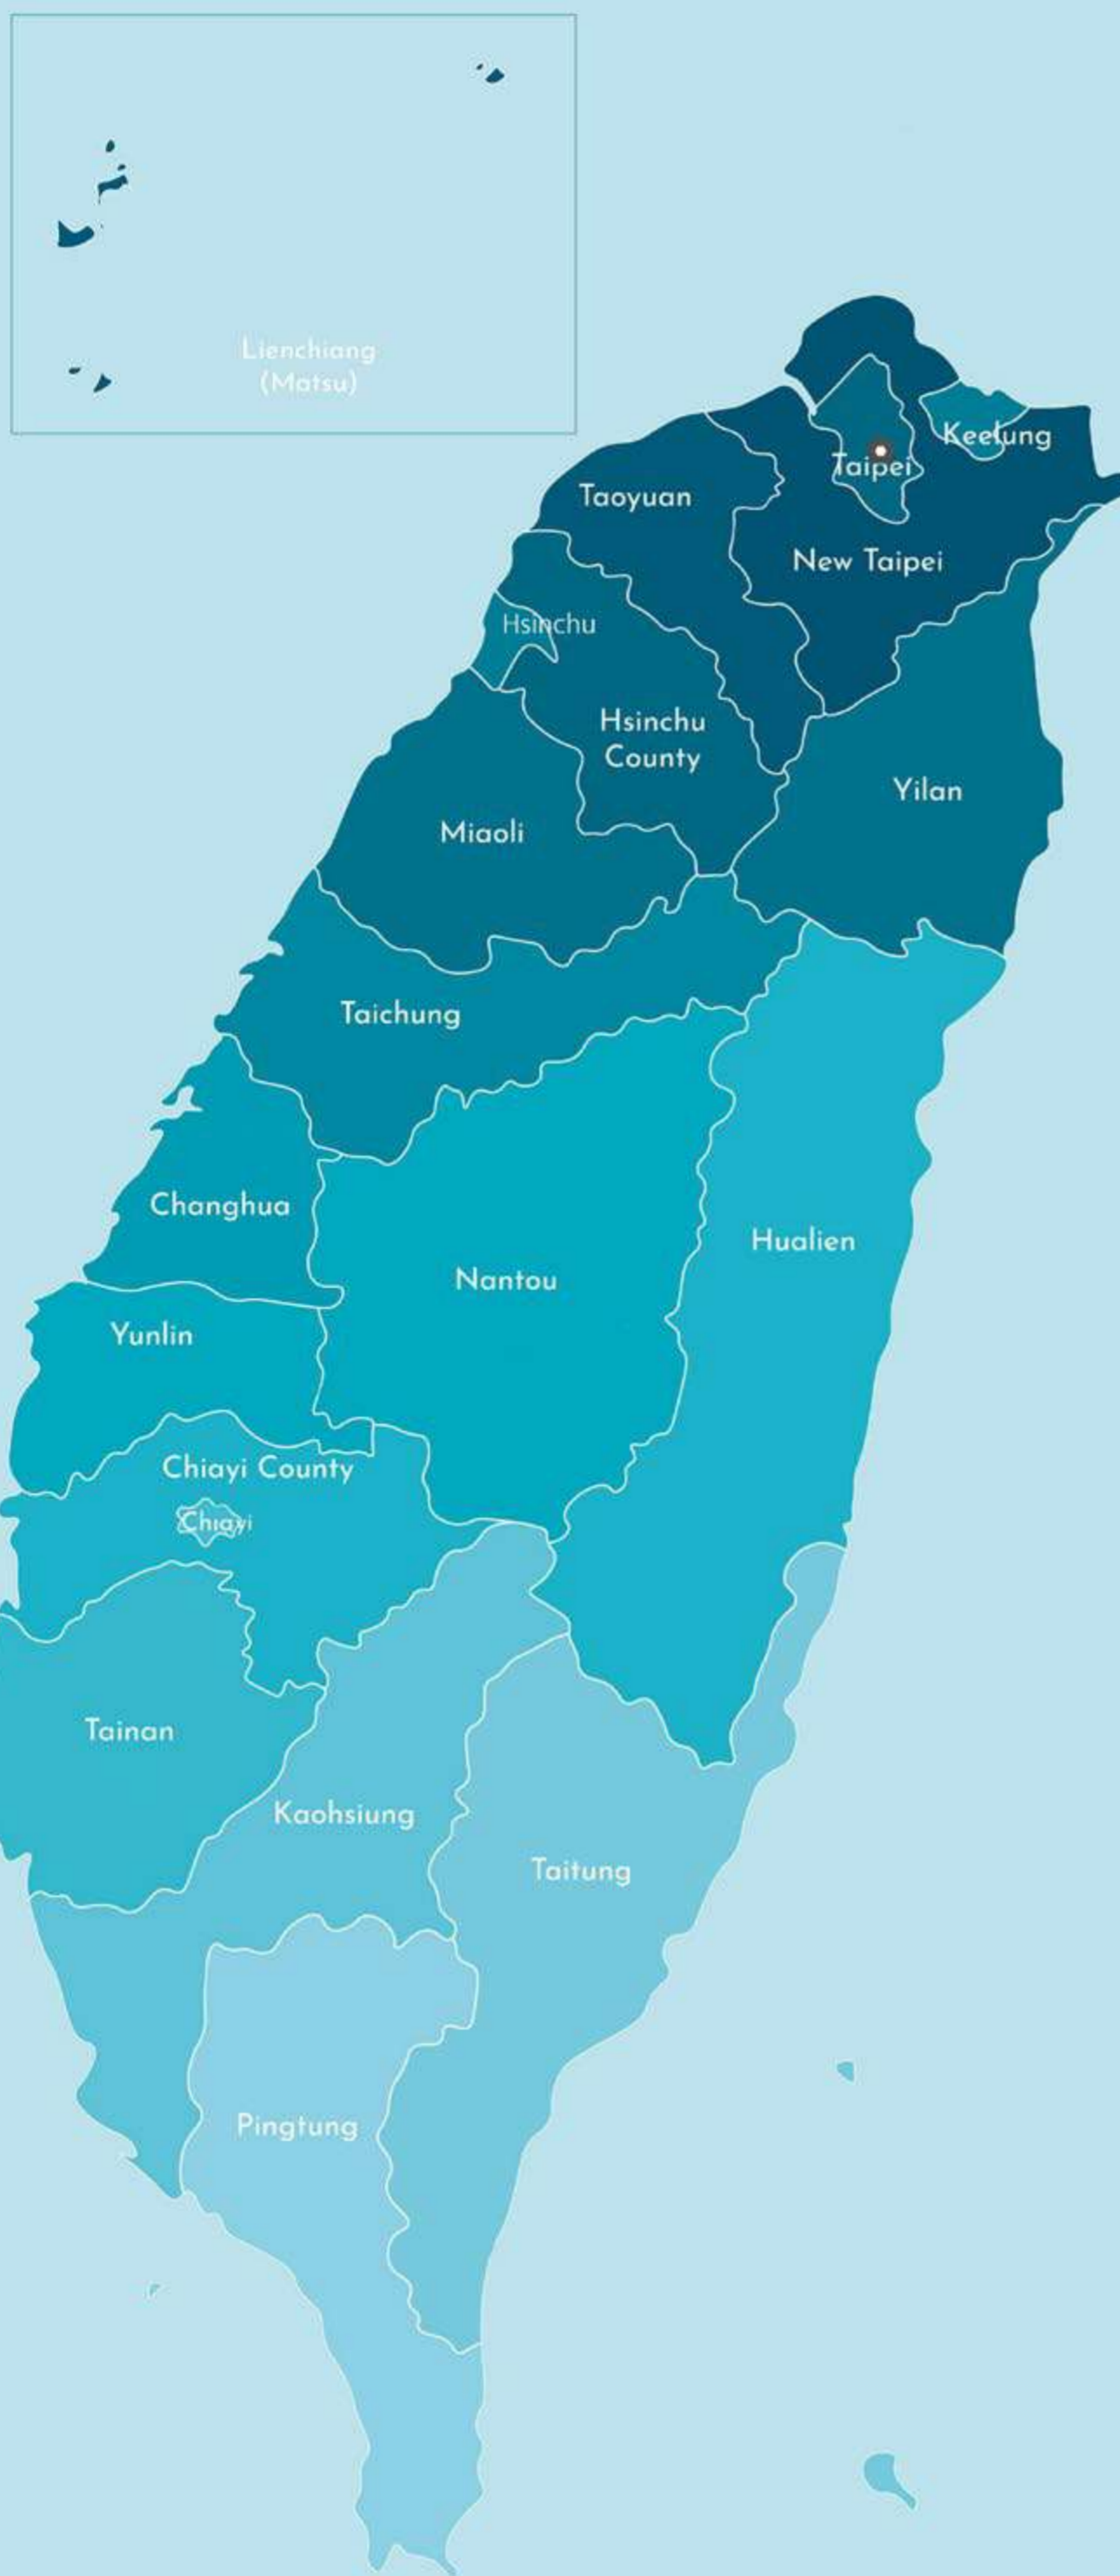 Lienchiang
(Matsu)
Keelung
Taipei
Taoyuan
New Taipei
Hsinchu
Hsinchu
County
Yilan
Miaoli
Taichung
Changhua
Hualien
Nantou
Yunlin
Chiayi County
Chiayi
Tainan
Kaohsiung
Taitung
Pingtung